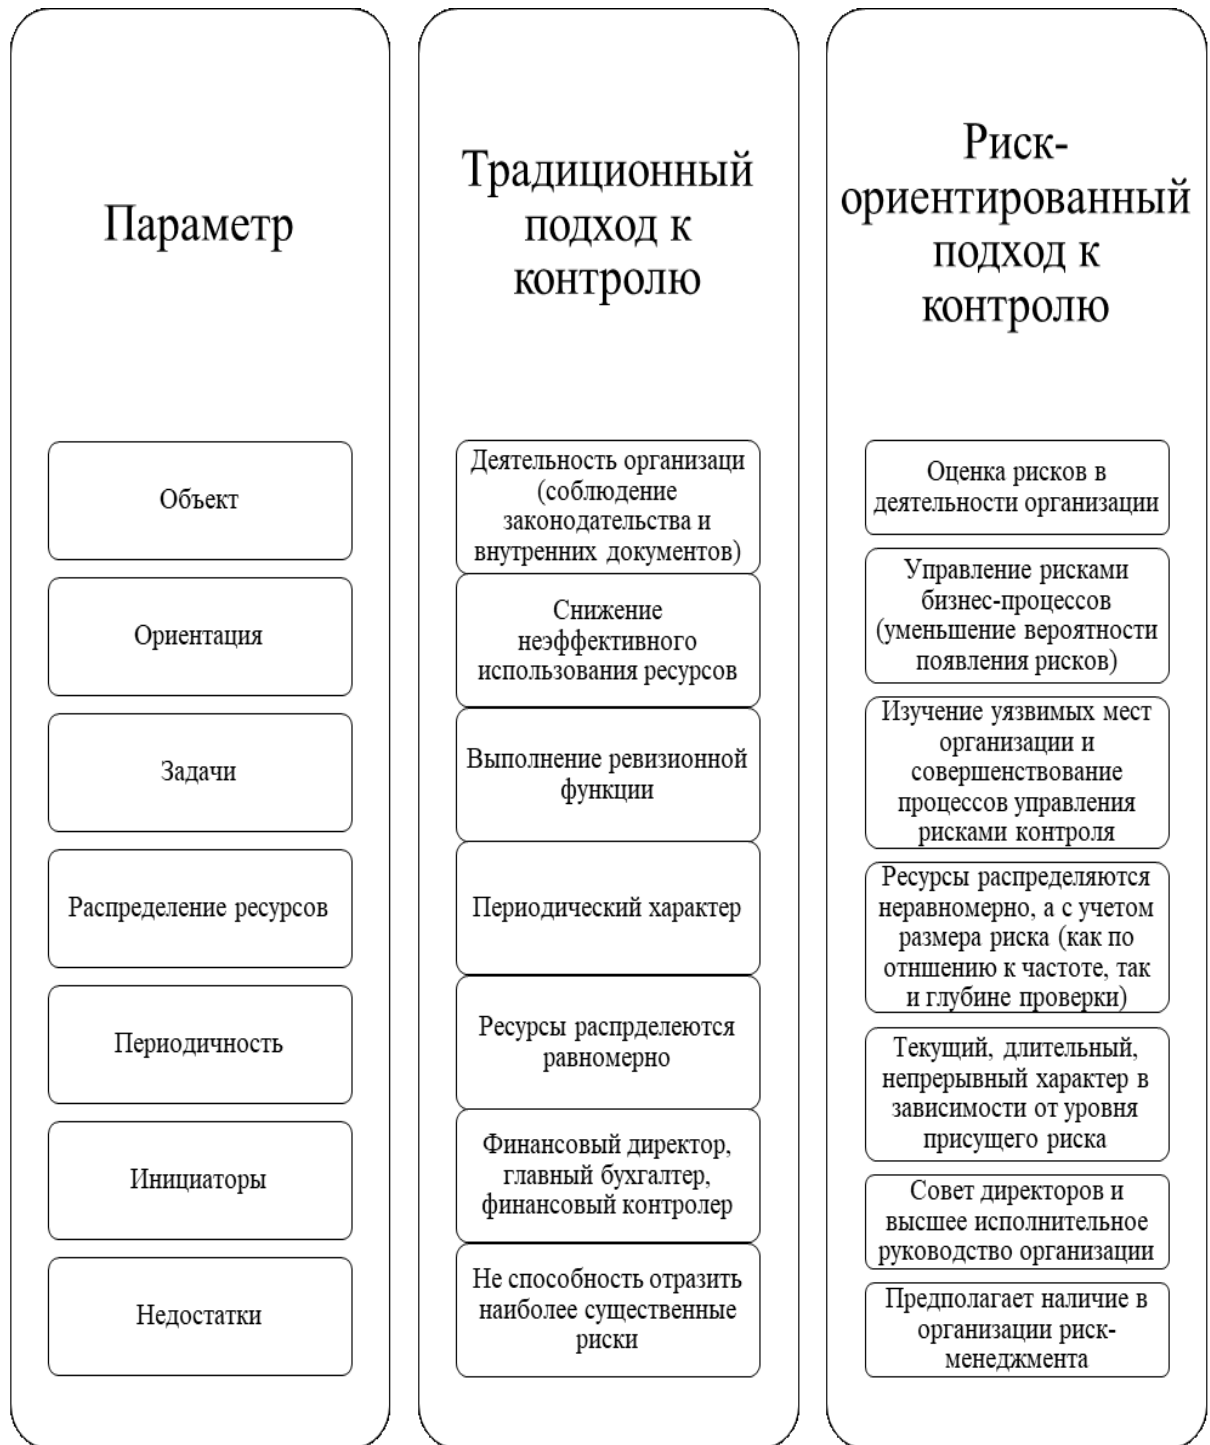 Параметр
Объект
Ориентация
Задачи
Распределение ресурсов
Периодичность
Инициаторы
Недостатки
Традиционный
подход к
контролю
Деятельность организаци
(соблюдение
законодательства и
внутренних документов)
Снижение
неэффективного
использования ресурсов
Выполнение ревизионной
функции
Периодический характер
Ресурсы распрделеются
равномерно
Финансовый директор,
главный бухгалтер,
финансовый контролер
Не способность отразить
наиболее существенные
риски
Риск-
ориентированный
подход к
контролю
Оценка рисков в
деятельности организации
Управление рисками
бизнес-процессов
(уменьшение вероятности
появления рисков)
Изучение уязвимых мест
организации и
совершенствование
процессов управления
рисками контроля
Ресурсы распределяются
неравномерно, а с учетом
размера риска (как по
отншению к частоте, так
и глубине проверки)
Текущий, длительный,
непрерывный характер в
зависимости от уровня
присущего риска
Совет директоров и
высшее исполнительное
руководство организации
Предполагает наличие в
организации риск-
менеджмента